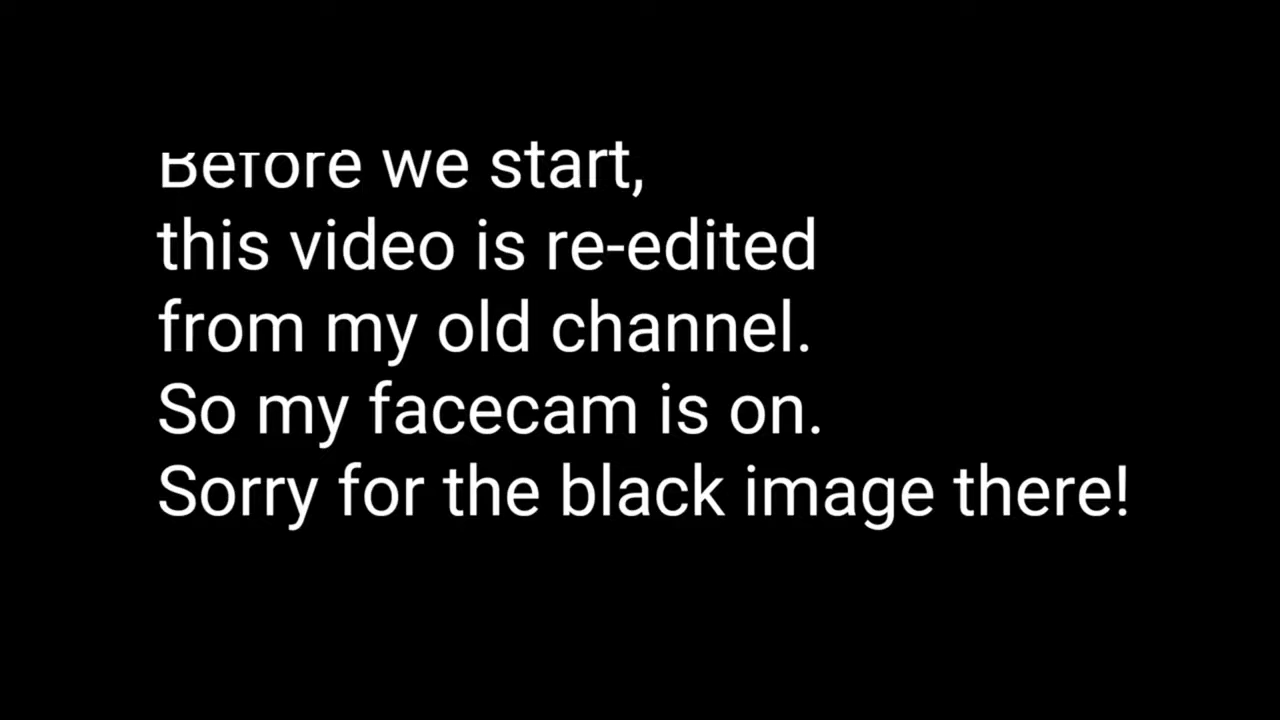 Before we start,
this video is re-edited
from my old channel.
So my facecam is on.
Sorry for the black image there!